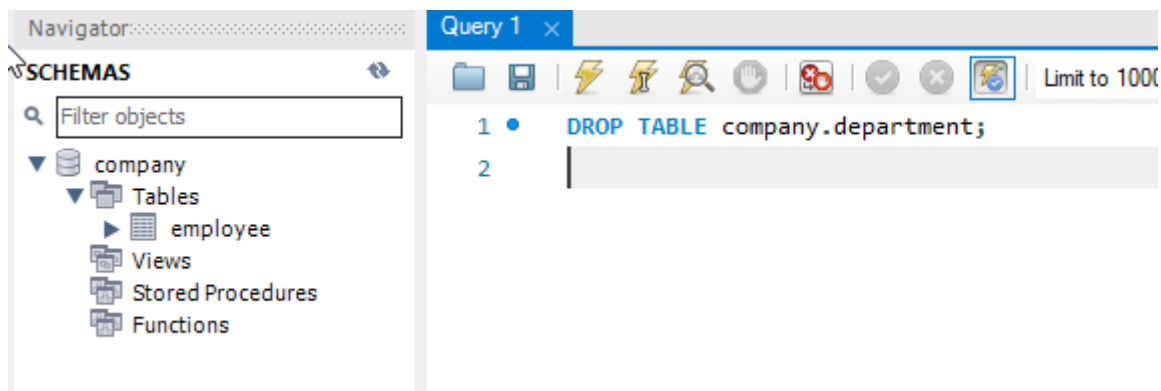 Navigator
SCHEMAS
Filter objects
company
Tables
employee
Views
Stored Procedures
Functions
Query 1
Limit to 1000
1 DROP TABLE company.department;
2